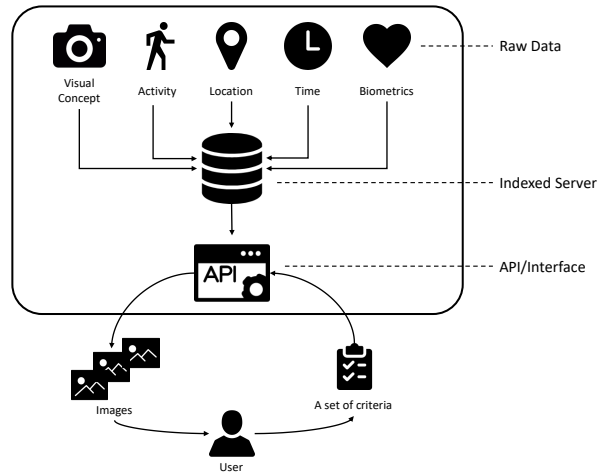 Raw Data
Visual
Concept
Activity
Location
Time
Biometrics
Indexed Server
API
API/Interface
Images
A set of criteria
User